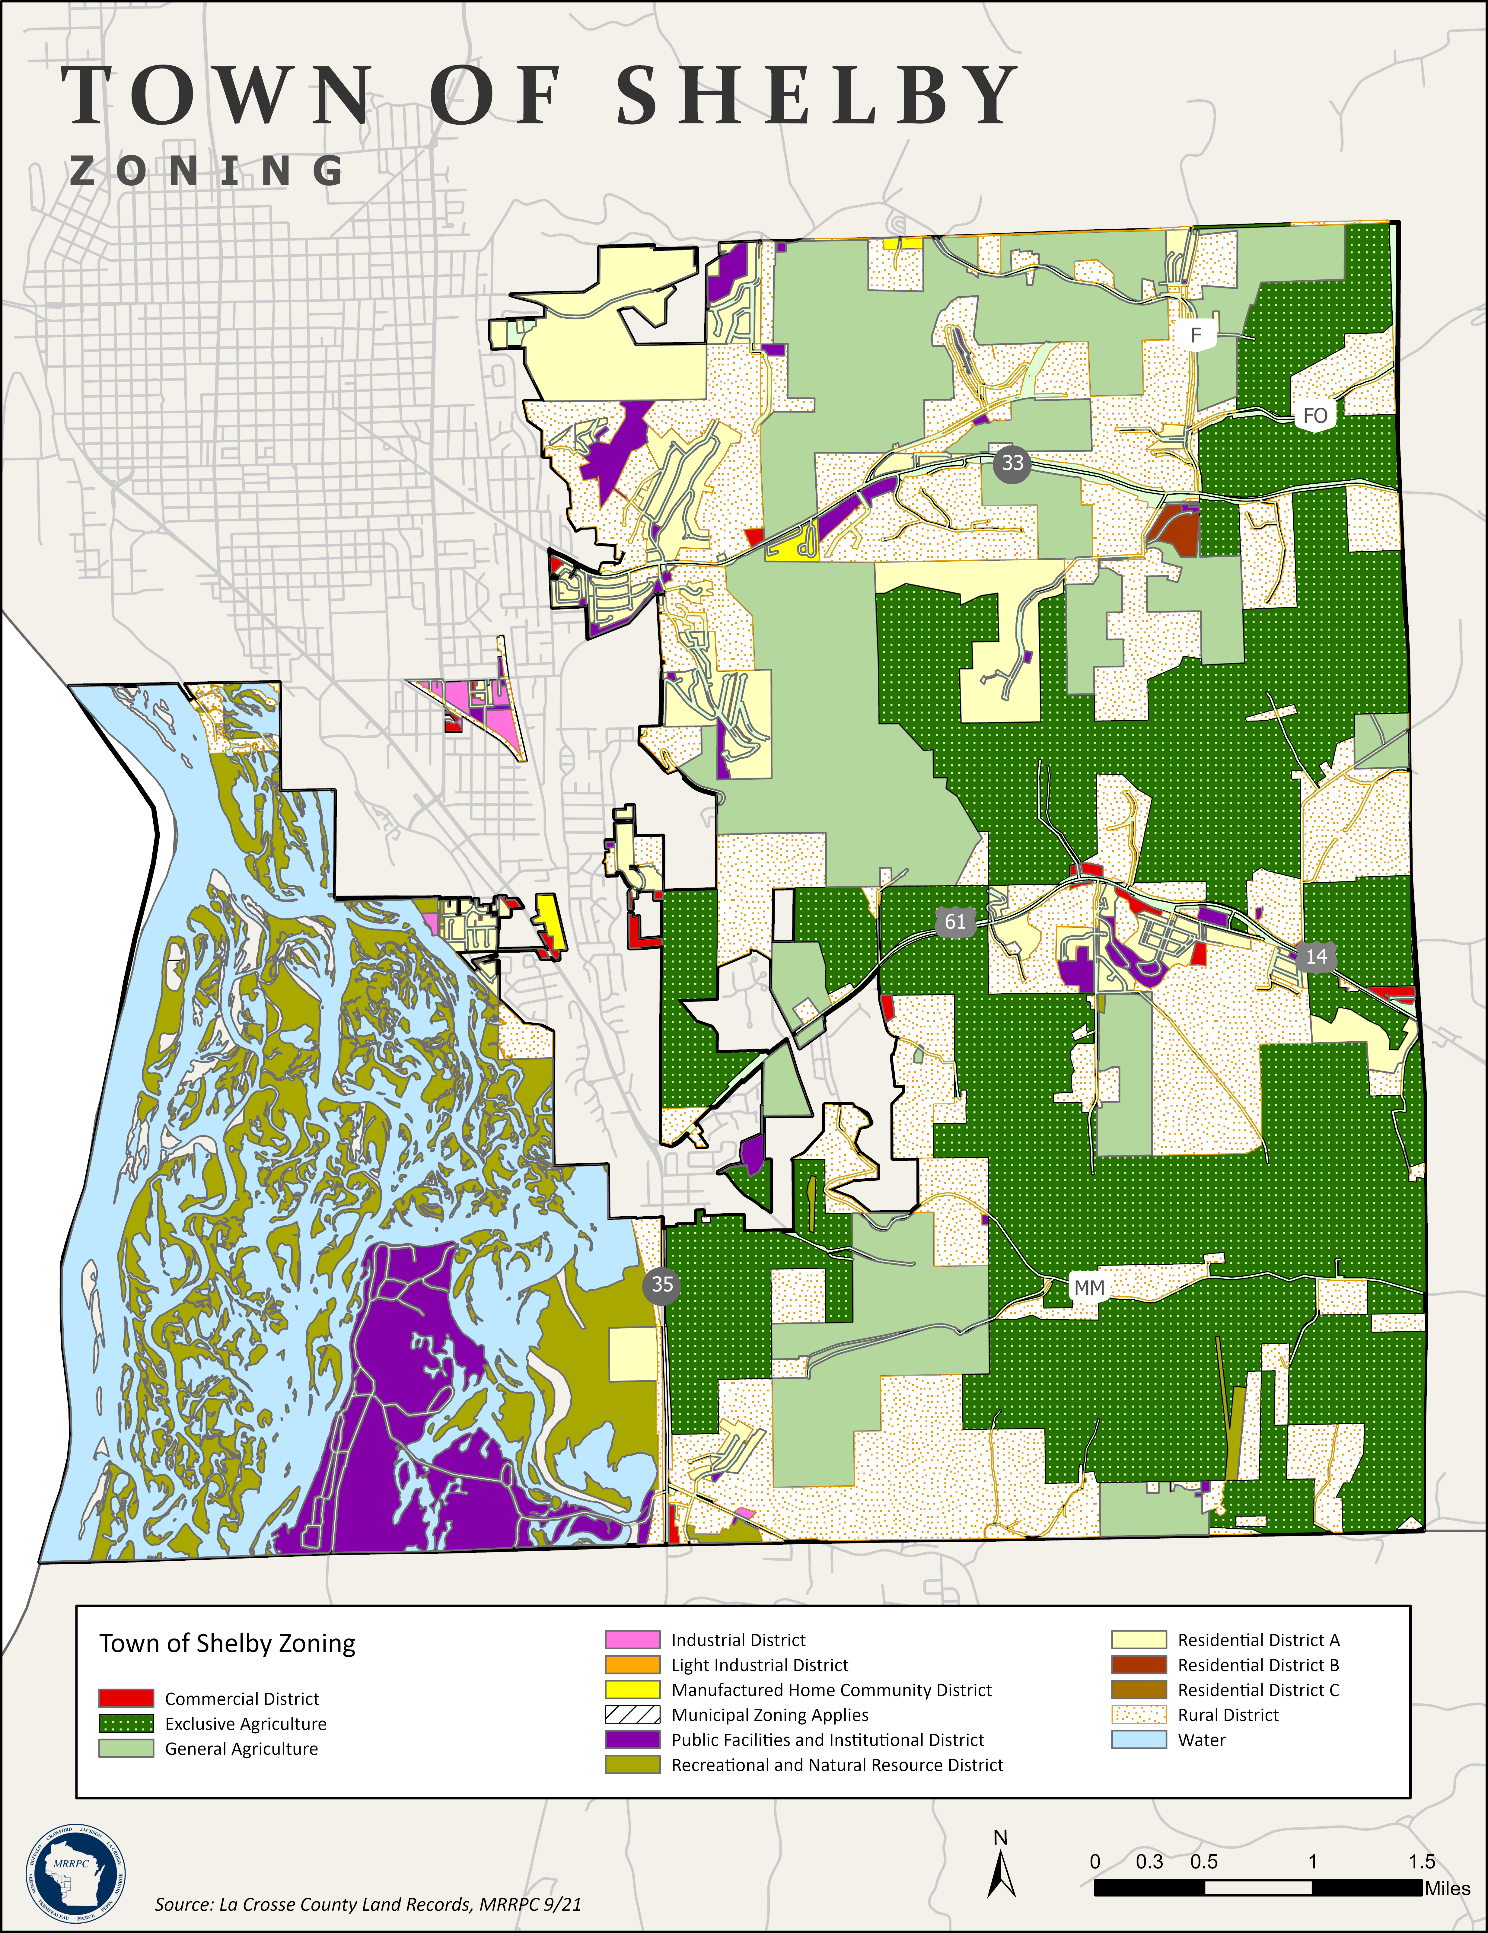 TOWN OF SHELBY
ZONING
F
FO
33
61
14
35
MM
Town of Shelby Zoning
Commercial District
Exclusive Agriculture
General Agriculture
Industrial District
Light Industrial District
Manufactured Home Community District
Municipal Zoning Applies
Public Facilities and Institutional District
Recreational and Natural Resource District
Residential District A
Residential District B
Residential District C
Rural District
Water
MRRPC
Source: La Crosse County Land Records, MRRPC 9/21
N
0 0.3 0.5 1 1.5
Miles